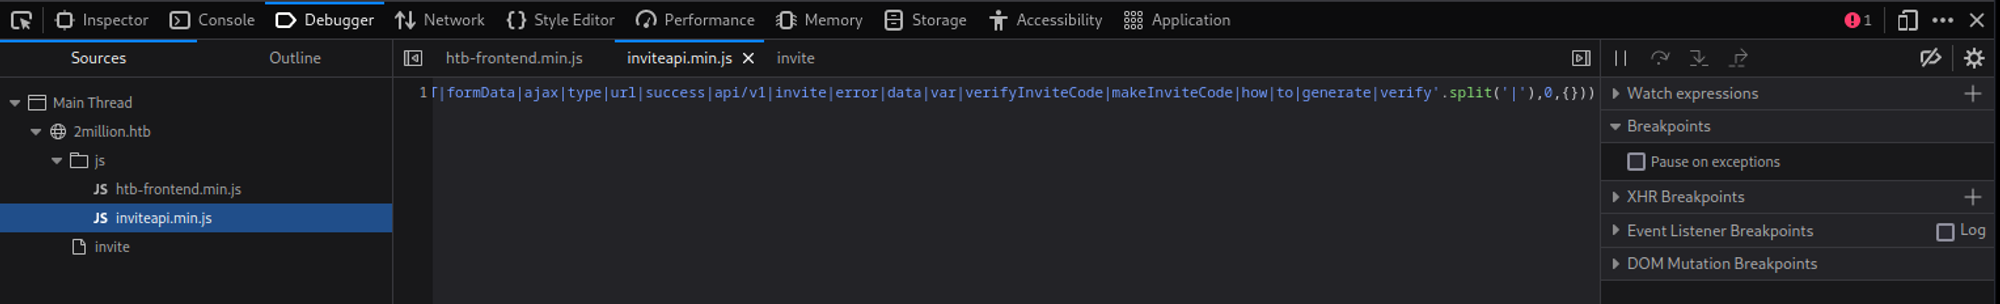 Inspector Console Debugger Network Style Editor Performance Memory Storage Accessibility Application 1
Sources Outline htb-frontend.min.js inviteapi.min.js invite
1 |formData|ajax|type|url|success|api/v1|invite|error|data|var|verifyInviteCode|makeInviteCode|how|to|generate|verify'.split('|'),0,{}))
Main Thread
2million.htb
js
JS htb-frontend.min.js
JS inviteapi.min.js
invite
Watch expressions
Breakpoints
Pause on exceptions
XHR Breakpoints
Event Listener Breakpoints Log
DOM Mutation Breakpoints